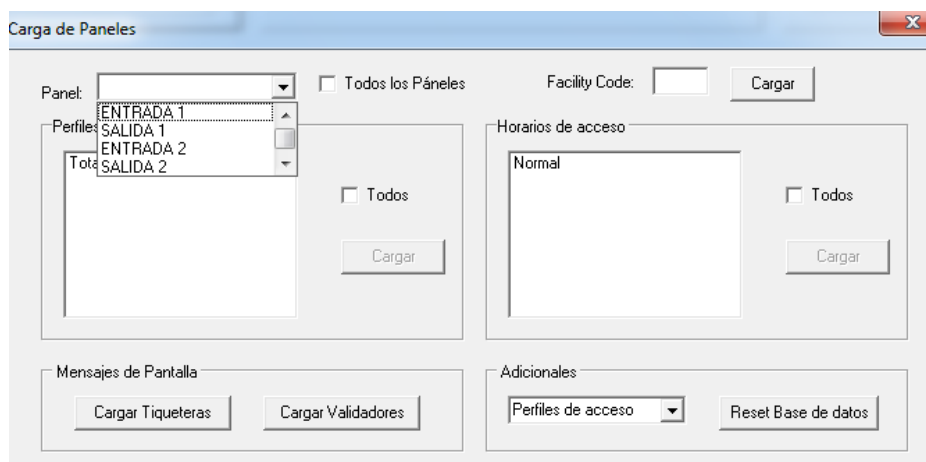 Carga de Paneles
Panel:
Todos los Páneles
Facility Code:
Cargar
ENTRADA 1
SALIDA 1
ENTRADA 2
SALIDA 2
Perfiles
Horarios de acceso
Normal
Todos
Cargar
Todos
Cargar
Mensajes de Pantalla
Cargar Tiqueteras
Cargar Validadores
Adicionales
Perfiles de acceso
Reset Base de datos